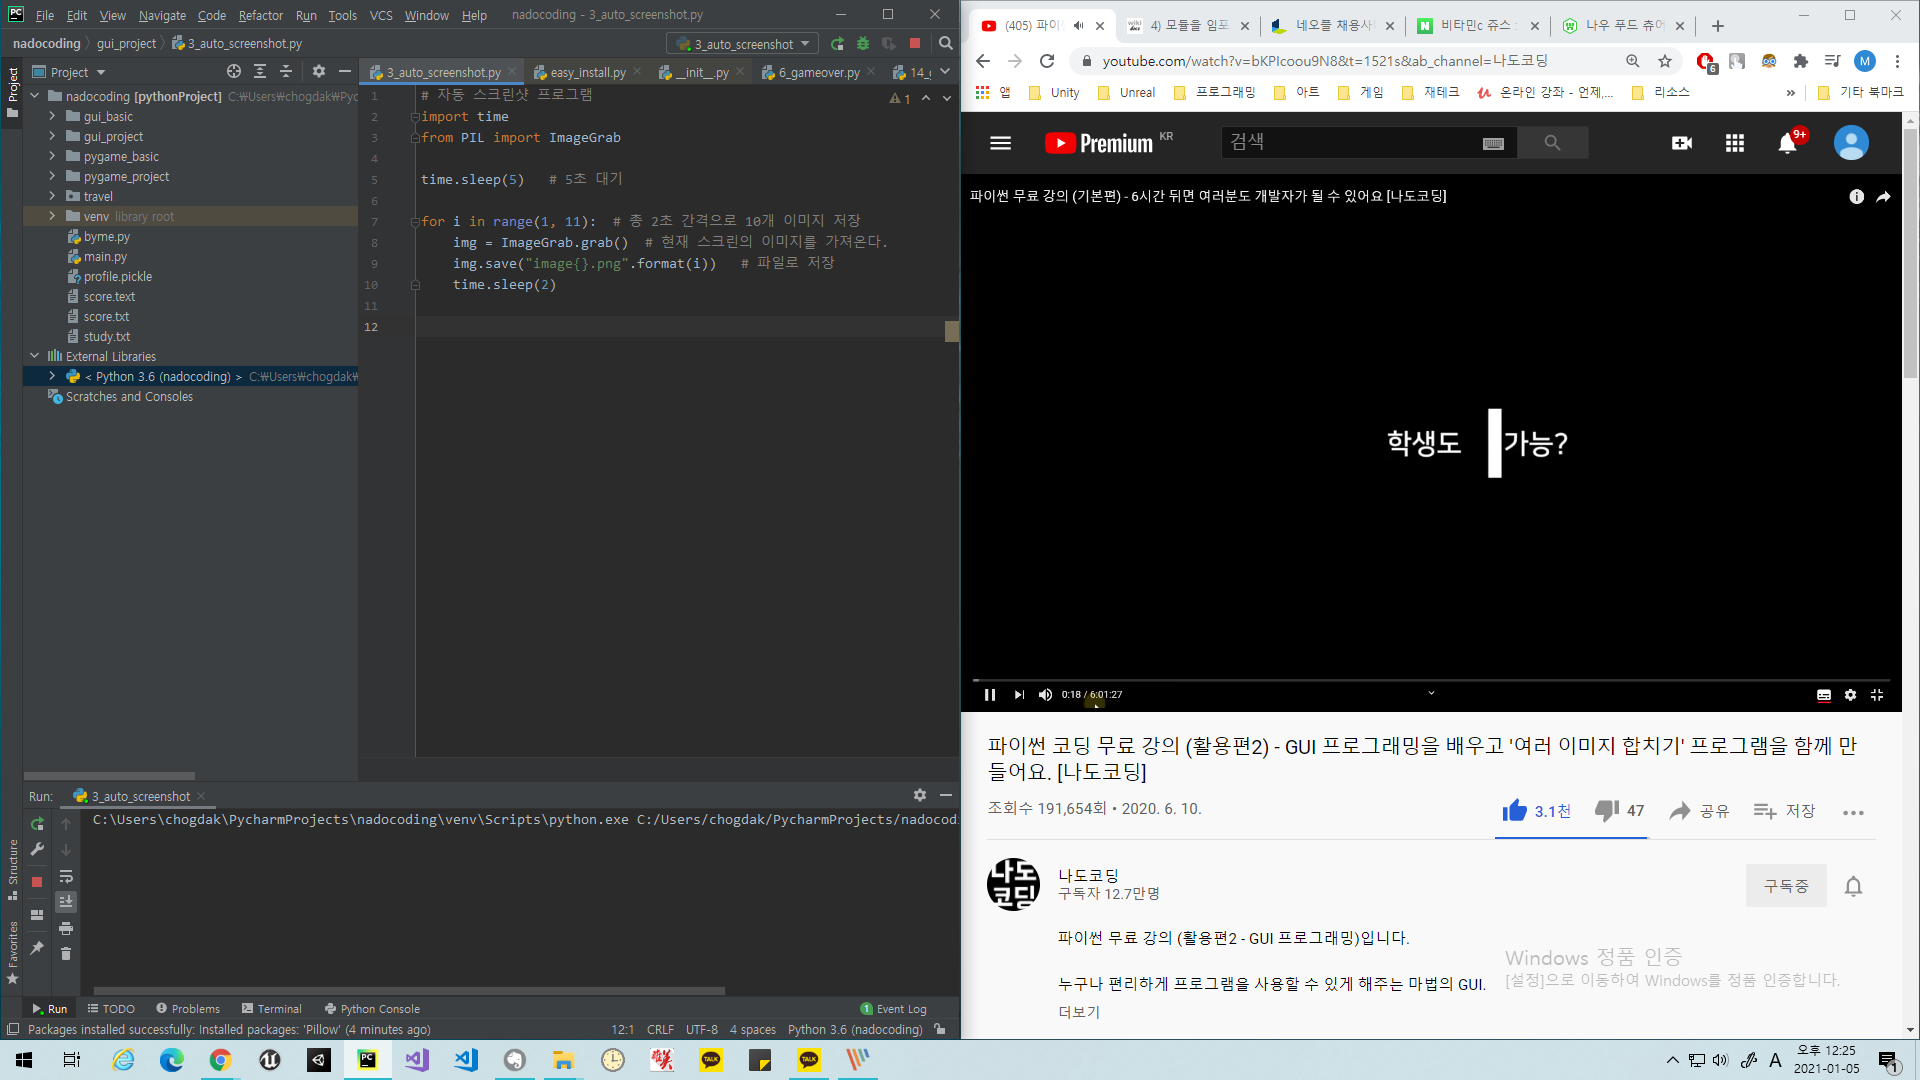 File Edit View Navigate Code Refactor Run Tools VCS Window Help nadocoding - 3_auto_screenshot.py
nadocoding gui_project 3_auto_screenshot.py
3_auto_screenshot
Project
3_auto_screenshot.py easy_install.py __init__.py 6_gameover.py 14_
Project
nadocoding [pythonProject] C:₩Users₩chogdak₩Pyc
gui_basic
gui_project
pygame_basic
pygame_project
travel
venv library root
byme.py
main.py
profile.pickle
score.text
score.txt
study.txt
External Libraries
< Python 3.6 (nadocoding) > C:₩Users₩chogdak₩
Scratches and Consoles
1 # 자동 스크린샷 프로그램
2 import time
3 from PIL import ImageGrab
4
5 time.sleep(5) # 5초 대기
6
7 for i in range(1, 11): # 총 2초 간격으로 10개 이미지 저장
8 img = ImageGrab.grab() # 현재 스크린의 이미지를 가져온다.
9 img.save("image{}.png".format(i)) # 파일로 저장
10 time.sleep(2)
11
12
1
Run: 3_auto_screenshot
C:\Users\chogdak\PycharmProjects\nadocoding\venv\Scripts\python.exe C:/Users/chogdak/PycharmProjects/nadocodi
Structure
Favorites
Run TODO Problems Terminal Python Console 1 Event Log
Packages installed successfully: Installed packages: 'Pillow' (4 minutes ago) 12:1 CRLF UTF-8 4 spaces Python 3.6 (nadocoding)
(405) 파이 4) 모듈을 임포 네오플 채용사 비타민c 쥬스 나우 푸드 츄어
youtube.com/watch?v=bKPIcoou9N8&t=1521s&ab_channel=나도코딩
6 M
앱 Unity Unreal 프로그래밍 아트 게임 재테크 온라인 강좌 - 언제,... 리소스 » 기타 북마크
Premium KR
검색
9+
파이썬 무료 강의 (기본편) - 6시간 뒤면 여러분도 개발자가 될 수 있어요 [나도코딩]
학생도 가능?
0:18 / 6:01:27
파이썬 코딩 무료 강의 (활용편2) - GUI 프로그래밍을 배우고 '여러 이미지 합치기' 프로그램을 함께 만
들어요. [나도코딩]
조회수 191,654회 • 2020. 6. 10.
3.1천 47 공유 저장
나도
코딩
나도코딩
구독자 12.7만명
구독중
파이썬 무료 강의 (활용편2 - GUI 프로그래밍)입니다.
누구나 편리하게 프로그램을 사용할 수 있게 해주는 마법의 GUI.
더보기
Windows 정품 인증
[설정]으로 이동하여 Windows를 정품 인증합니다.
PC
TALK
TALK
A
오후 12:25
2021-01-05
1